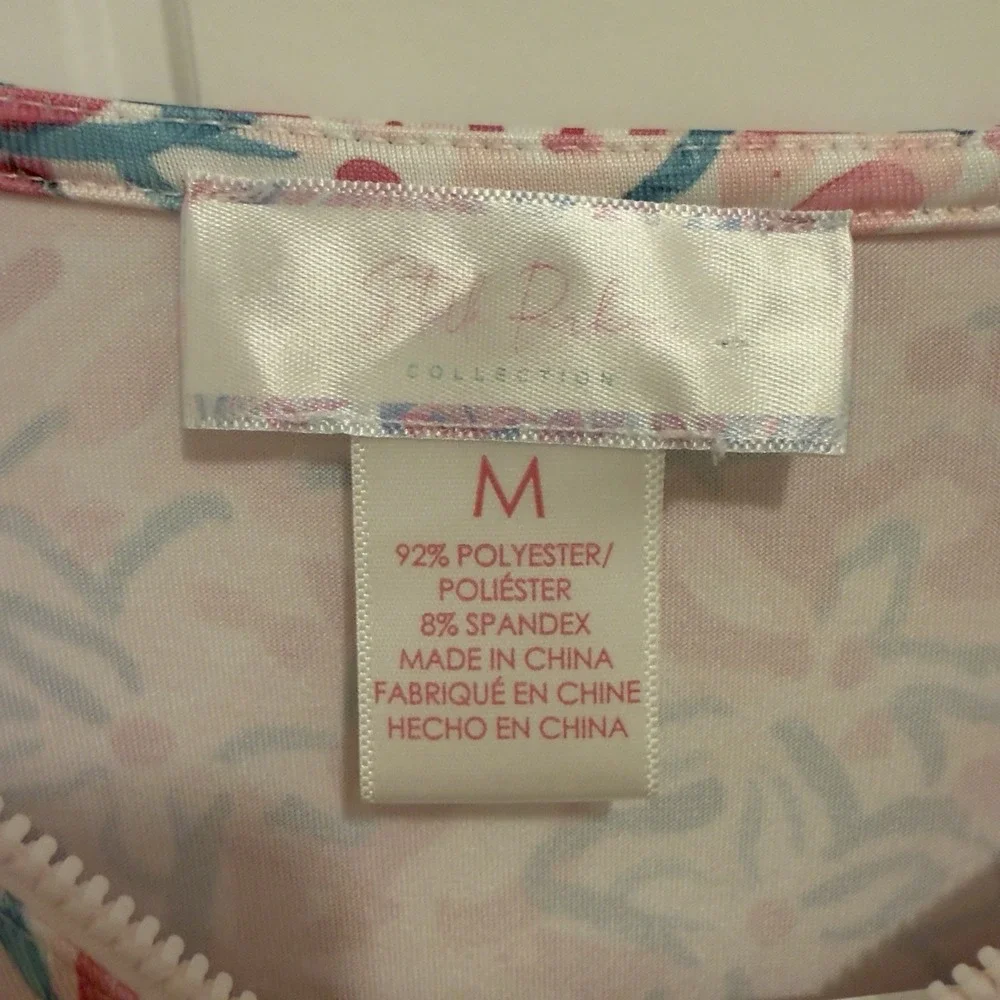 COLLECTION
M
92% POLYESTER/
POLIÉSTER
8% SPANDEX
MADE IN CHINA
FABRIQUÉ EN CHINE
HECHO EN CHINA